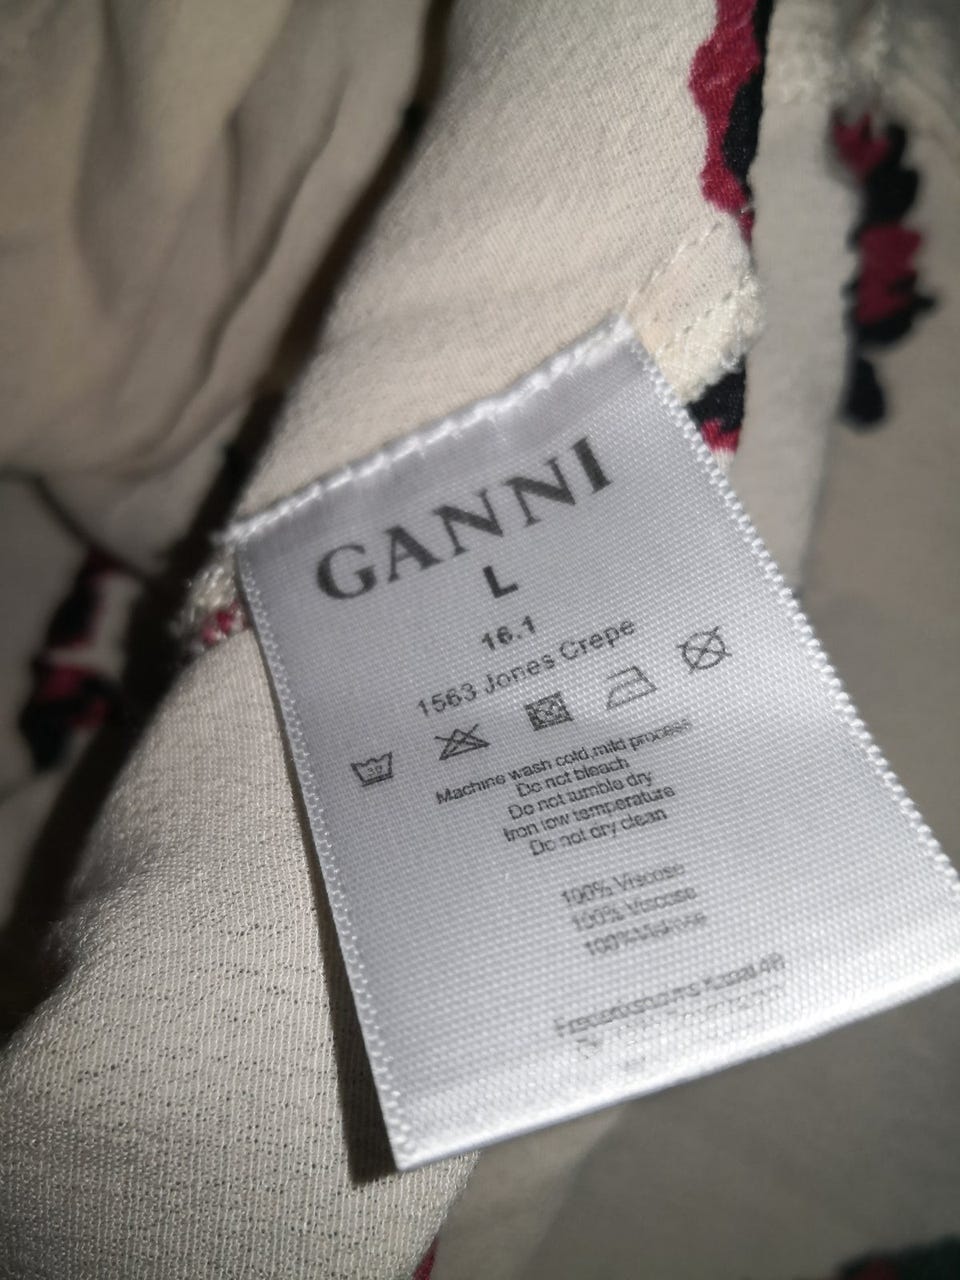 GANNI
L
16.1
1563 Jones Crepe
30
Machine wash cold,mild process
Do not bleach
Do not tumble dry
Iron low temperature
Do not dry clean
100% Viscose
100% Viscose